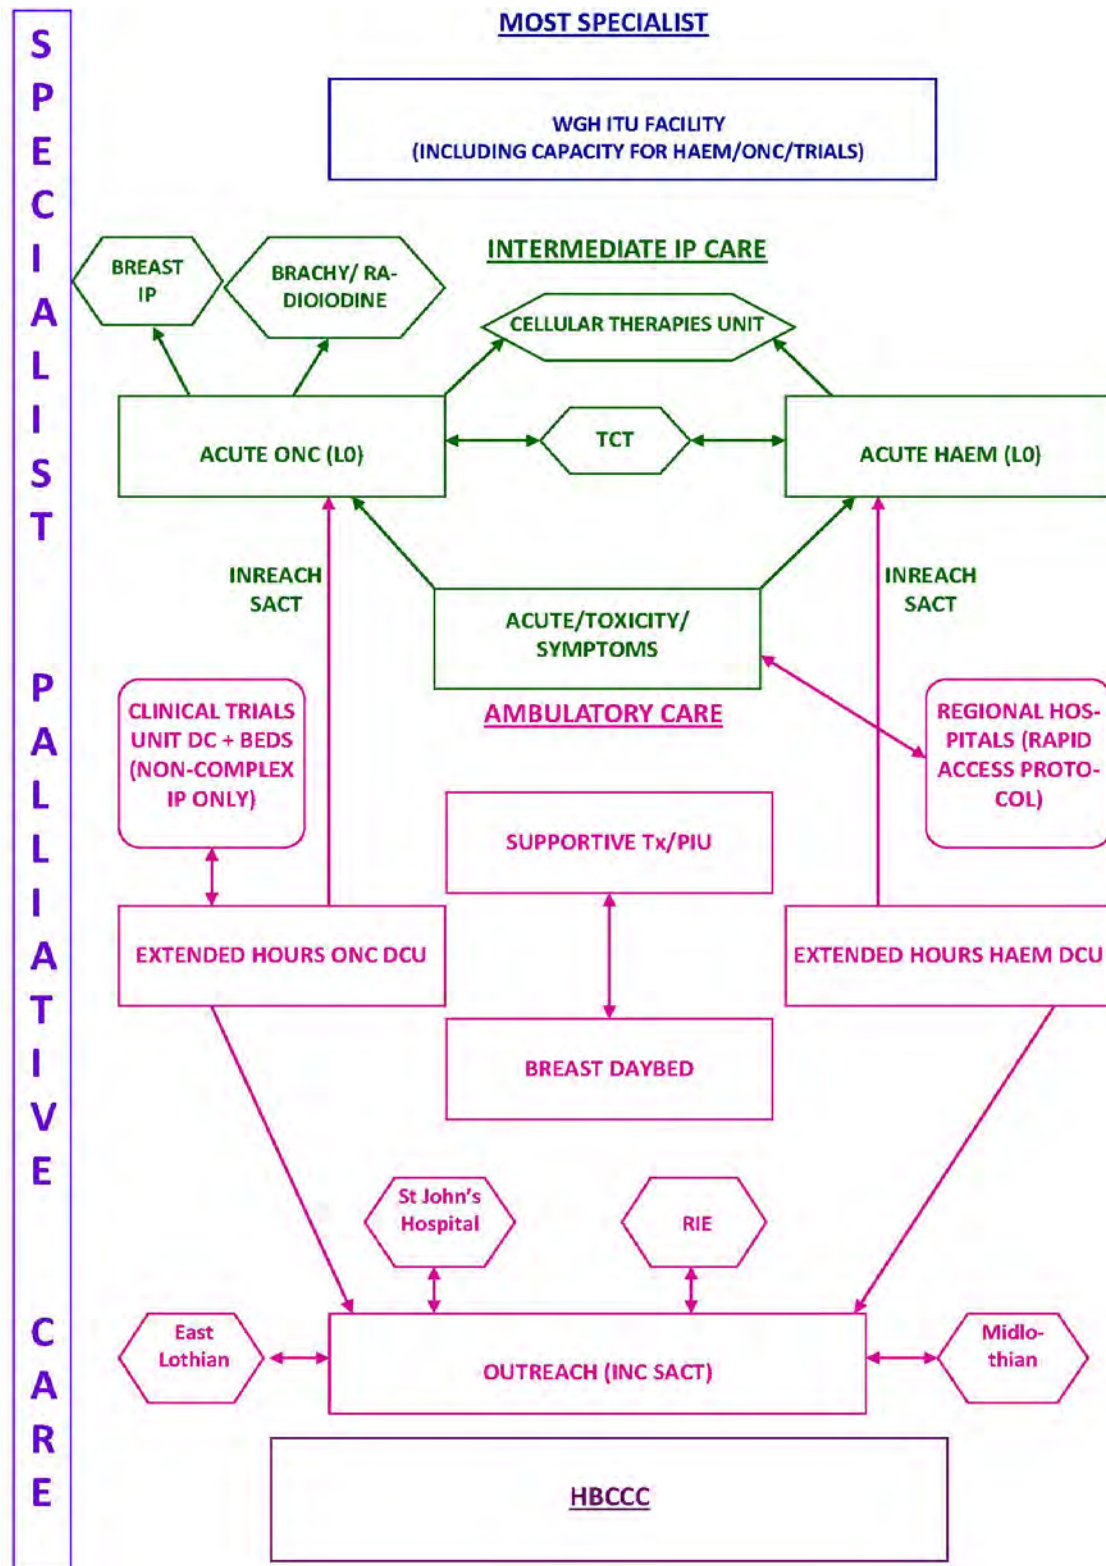 SPECIALIST PALLIATIVE CARE
MOST SPECIALIST
WGH ITU FACILITY
(INCLUDING CAPACITY FOR HAEM/ONC/TRIALS)
INTERMEDIATE IP CARE
BREAST
IP
BRACHY/ RA-
DIOIODINE
CELLULAR THERAPIES UNIT
ACUTE ONC (L0)
TCT
ACUTE HAEM (L0)
INREACH
SACT
ACUTE/TOXICITY/
SYMPTOMS
INREACH
SACT
AMBULATORY CARE
CLINICAL TRIALS
UNIT DC + BEDS
(NON-COMPLEX
IP ONLY)
REGIONAL HOS-
PITALS (RAPID
ACCESS PROTO-
COL)
SUPPORTIVE Tx/PIU
EXTENDED HOURS ONC DCU
EXTENDED HOURS HAEM DCU
BREAST DAYBED
St John's
Hospital
RIE
East
Lothian
OUTREACH (INC SACT)
Midlo-
thian
HBCCC